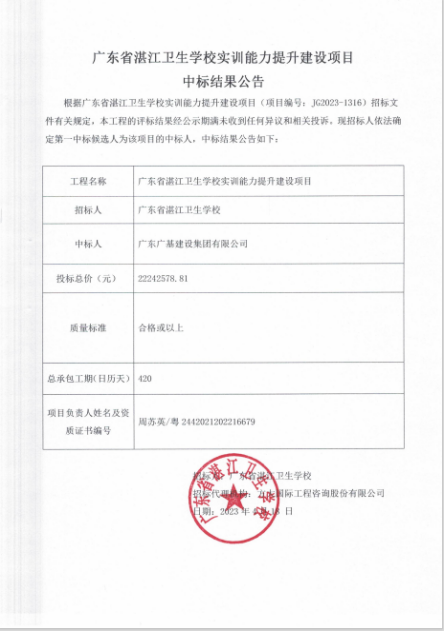 广东省湛江卫生学校实训能力提升建设项目
中标结果公告
根据广东省湛江卫生学校实训能力提升建设项目（项目编号：JG2023-1316）招标文
件有关规定，本工程的评标结果经公示期满未收到任何异议和相关投诉。现招标人依法确
定第一中标候选人为该项目的中标人，中标结果公告如下：
工程名称 广东省湛江卫生学校实训能力提升建设项目
招标人 广东省湛江卫生学校
中标人 广东广基建设集团有限公司
投标总价（元） 22242578.81
质量标准 合格或以上
总承包工期(日历天) 420
项目负责人姓名及资
质证书编号
周苏英/粤 2442021202216679
招标人：广东省湛江卫生学校
招标代理机构： 国际工程咨询股份有限公司
日期：2023 年 日
广东省湛江卫生学校